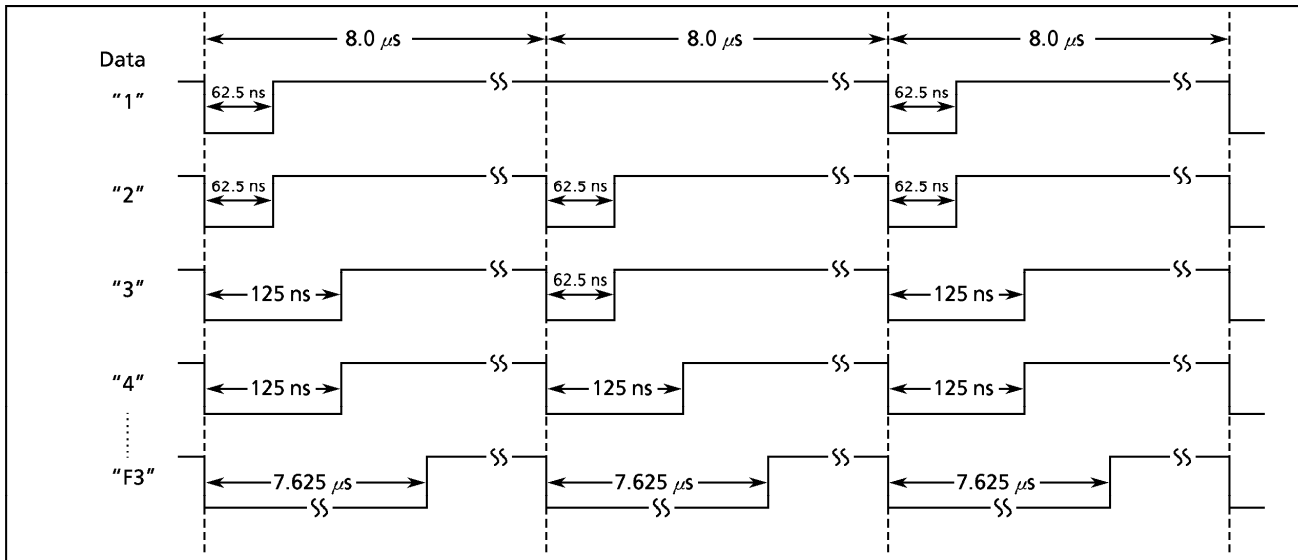 8.0 μs 8.0 μs 8.0 μs
Data
“1” 62.5 ns 62.5 ns
“2” 62.5 ns 62.5 ns 62.5 ns
“3” 125 ns 62.5 ns 125 ns
“4” 125 ns 125 ns 125 ns
“F3” 7.625 μs 7.625 μs 7.625 μs